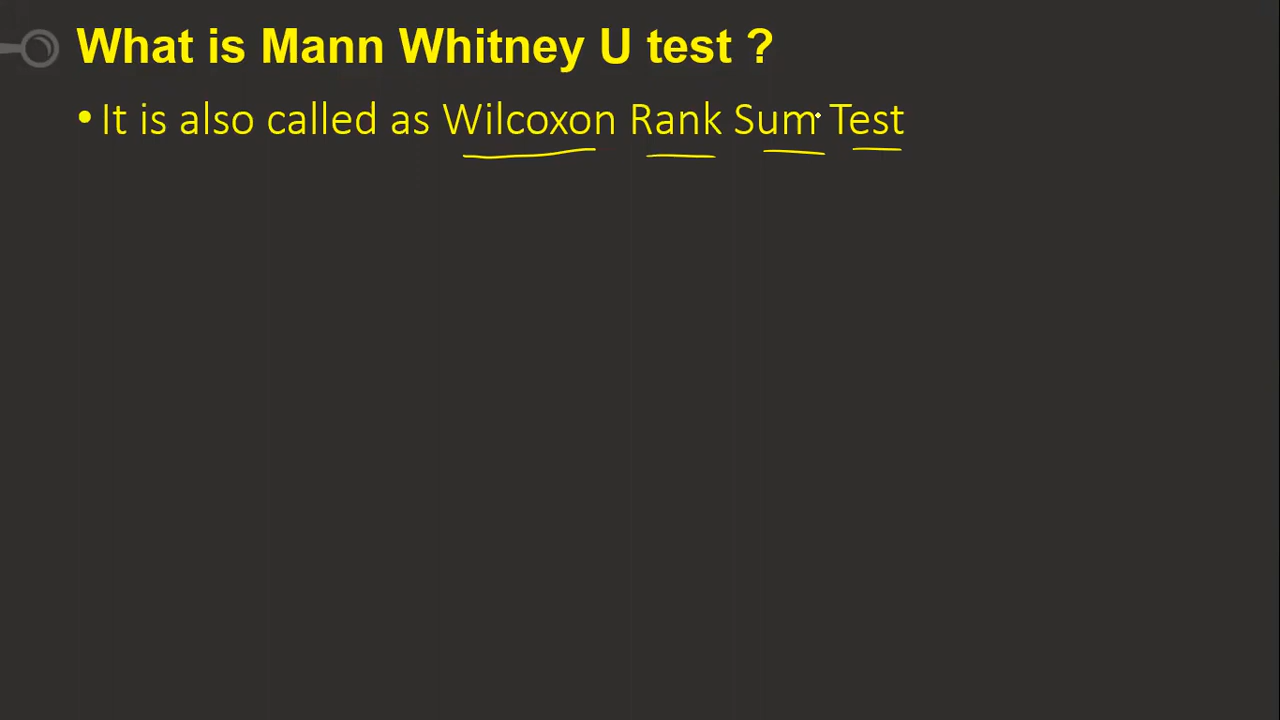 What is Mann Whitney U test ?
• It is also called as Wilcoxon Rank Sum Test